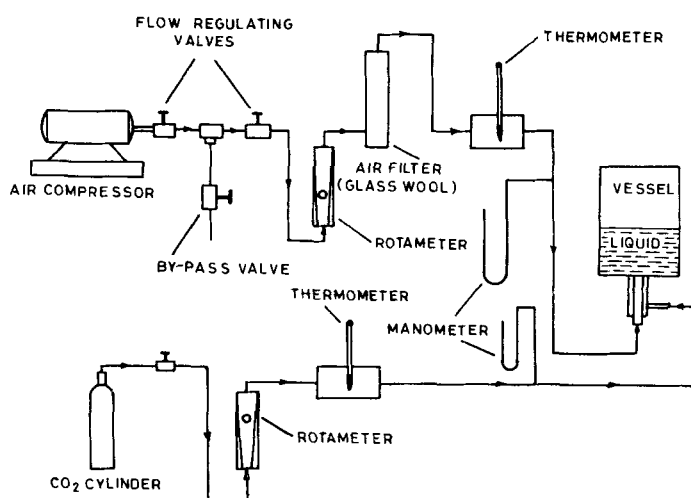 FLOW REGULATING
VALVES
THERMOMETER
AIR COMPRESSOR
AIR FILTER
(GLASS WOOL)
VESSEL
LIQUID
ROTAMETER
BY-PASS VALVE
THERMOMETER
MANOMETER
ROTAMETER
CO2 CYLINDER